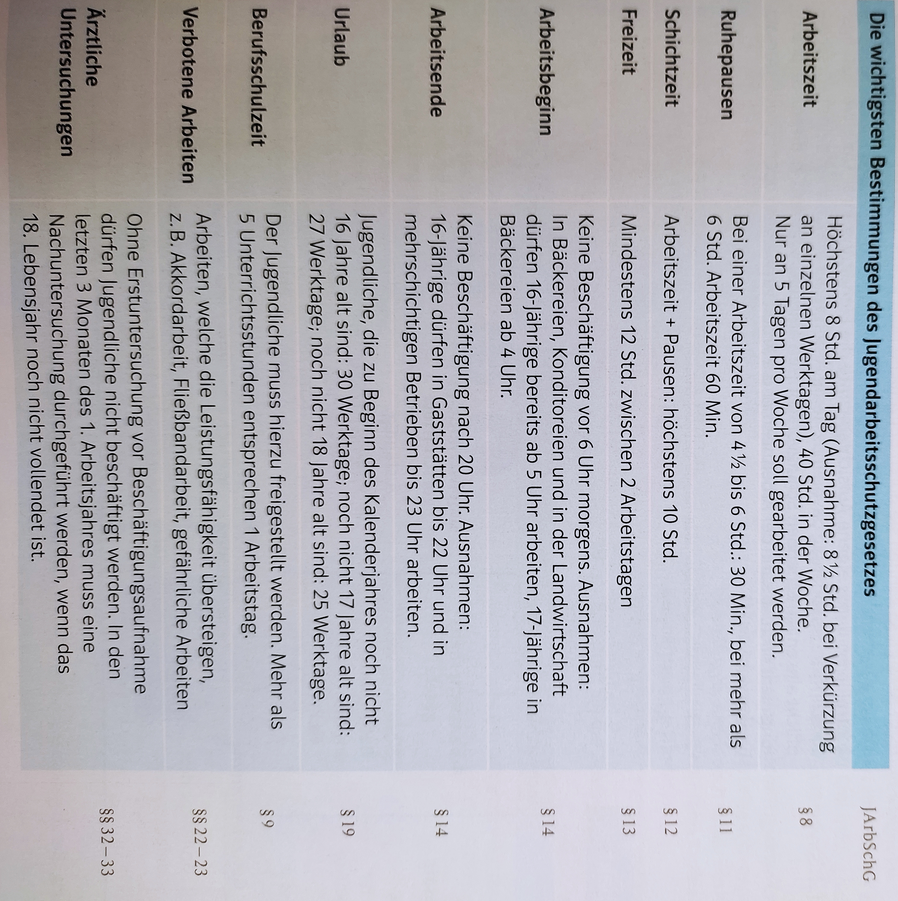 Die wichtigsten Bestimmungen des Jugendarbeitsschutzgesetzes JArbSchG
Arbeitszeit Höchstens 8 Std. am Tag (Ausnahme: 8 ½ Std. bei Verkürzung § 8
an einzelnen Werktagen), 40 Std. in der Woche.
Nur an 5 Tagen pro Woche soll gearbeitet werden.
Ruhepausen Bei einer Arbeitszeit von 4 ½ bis 6 Std.: 30 Min., bei mehr als § 11
6 Std. Arbeitszeit 60 Min.
Schichtzeit Arbeitszeit + Pausen: höchstens 10 Std. § 12
Freizeit Mindestens 12 Std. zwischen 2 Arbeitstagen § 13
Arbeitsbeginn Keine Beschäftigung vor 6 Uhr morgens. Ausnahmen: § 14
In Bäckereien, Konditoreien und in der Landwirtschaft
dürfen 16-jährige bereits ab 5 Uhr arbeiten, 17-Jährige in
Bäckereien ab 4 Uhr.
Arbeitsende Keine Beschäftigung nach 20 Uhr. Ausnahmen: § 14
16-Jährige dürfen in Gaststätten bis 22 Uhr und in
mehrschichtigen Betrieben bis 23 Uhr arbeiten.
Urlaub Jugendliche, die zu Beginn des Kalenderjahres noch nicht § 19
16 Jahre alt sind: 30 Werktage; noch nicht 17 Jahre alt sind:
27 Werktage; noch nicht 18 Jahre alt sind: 25 Werktage.
Berufsschulzeit Der Jugendliche muss hierzu freigestellt werden. Mehr als § 9
5 Unterrichtsstunden entsprechen 1 Arbeitstag.
Verbotene Arbeiten Arbeiten, welche die Leistungsfähigkeit übersteigen, §§ 22–23
z. B. Akkordarbeit, Fließbandarbeit, gefährliche Arbeiten
Ärztliche Ohne Erstuntersuchung vor Beschäftigungsaufnahme §§ 32–33
Untersuchungen dürfen Jugendliche nicht beschäftigt werden. In den
letzten 3 Monaten des 1. Arbeitsjahres muss eine
Nachuntersuchung durchgeführt werden, wenn das
18. Lebensjahr noch nicht vollendet ist.